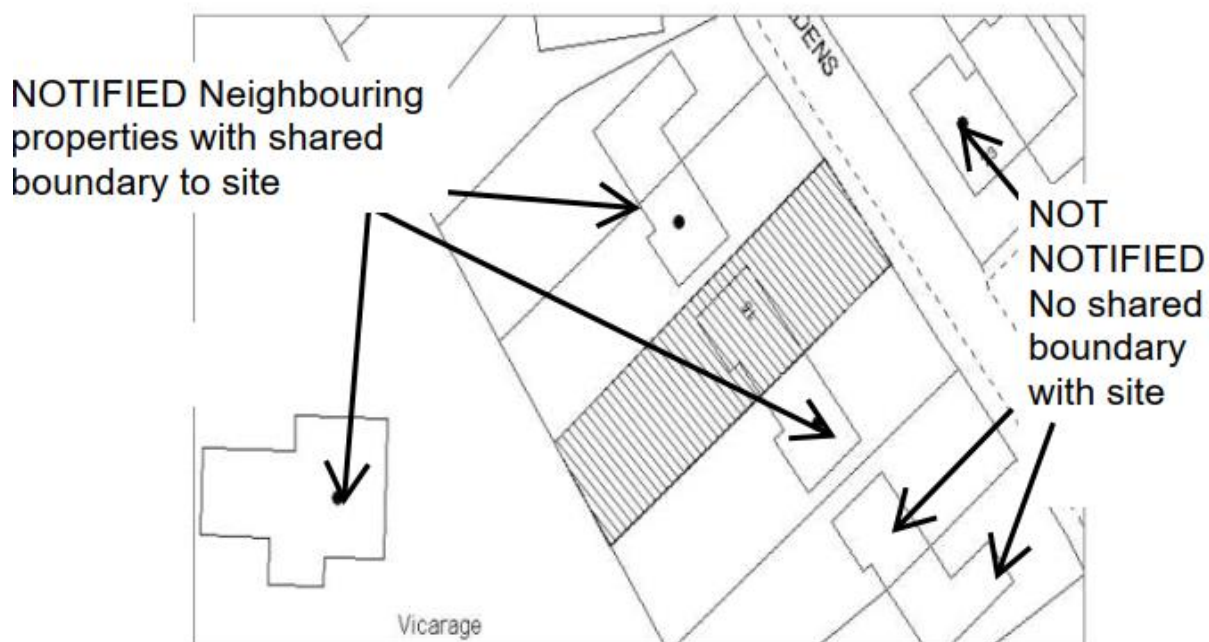 DENS
NOTIFIED Neighbouring
properties with shared
boundary to site
NOT
NOTIFIED
No shared
boundary
with site
Vicarage